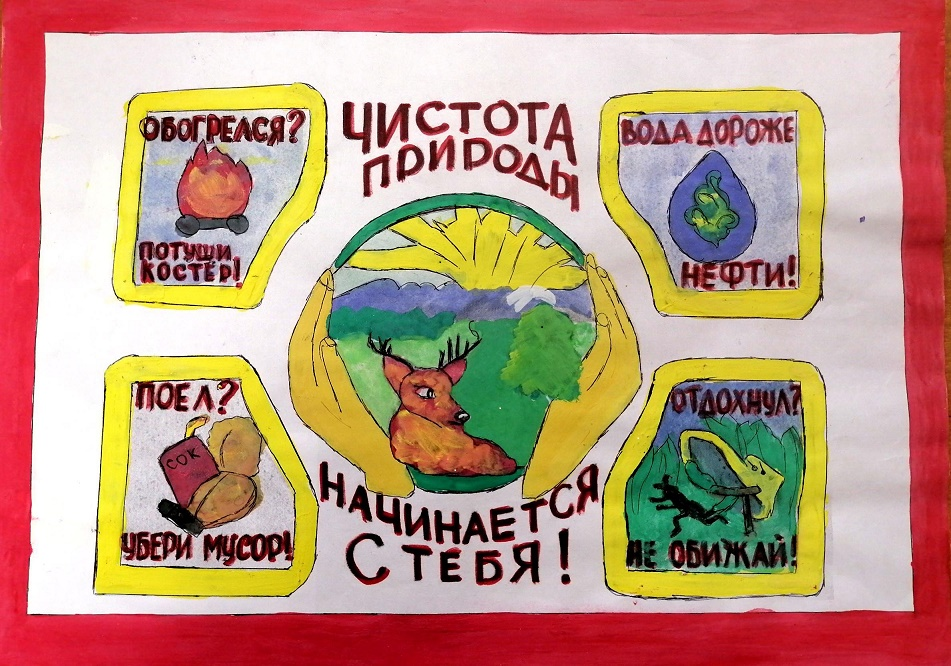 ЧИСТОТА
ПРИРОДЫ
ОБОГРЕЛСЯ?
ПОТУШИ
КОСТЁР!
ВОДА ДОРОЖЕ
НЕФТИ!
ПОЕЛ?
СОК
УБЕРИ МУСОР!
ОТДОХНУЛ?
НЕ ОБИЖАЙ!
НАЧИНАЕТСЯ
С ТЕБЯ!